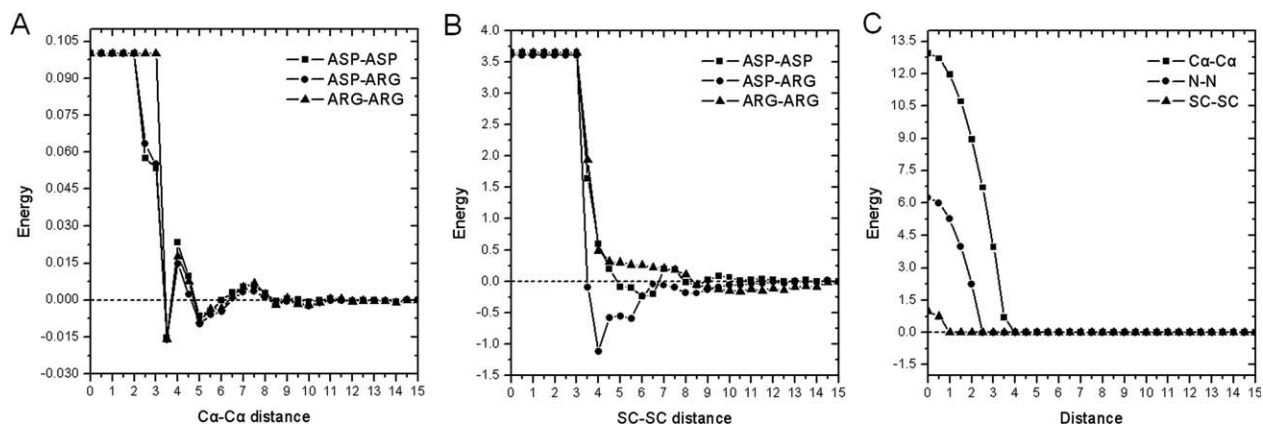 A
0.105
0.090
0.075
0.060
0.045
0.030
0.015
0.000
-0.015
-0.030
Energy
ASP-ASP
ASP-ARG
ARG-ARG
0 1 2 3 4 5 6 7 8 9 10 11 12 13 14 15
Cα-Cα distance
B
4.0
3.5
3.0
2.5
2.0
1.5
1.0
0.5
0.0
-0.5
-1.0
-1.5
Energy
ASP-ASP
ASP-ARG
ARG-ARG
0 1 2 3 4 5 6 7 8 9 10 11 12 13 14 15
SC-SC distance
C
13.5
12.0
10.5
9.0
7.5
6.0
4.5
3.0
1.5
0.0
-1.5
Energy
Cα-Cα
N-N
SC-SC
0 1 2 3 4 5 6 7 8 9 10 11 12 13 14 15
Distance